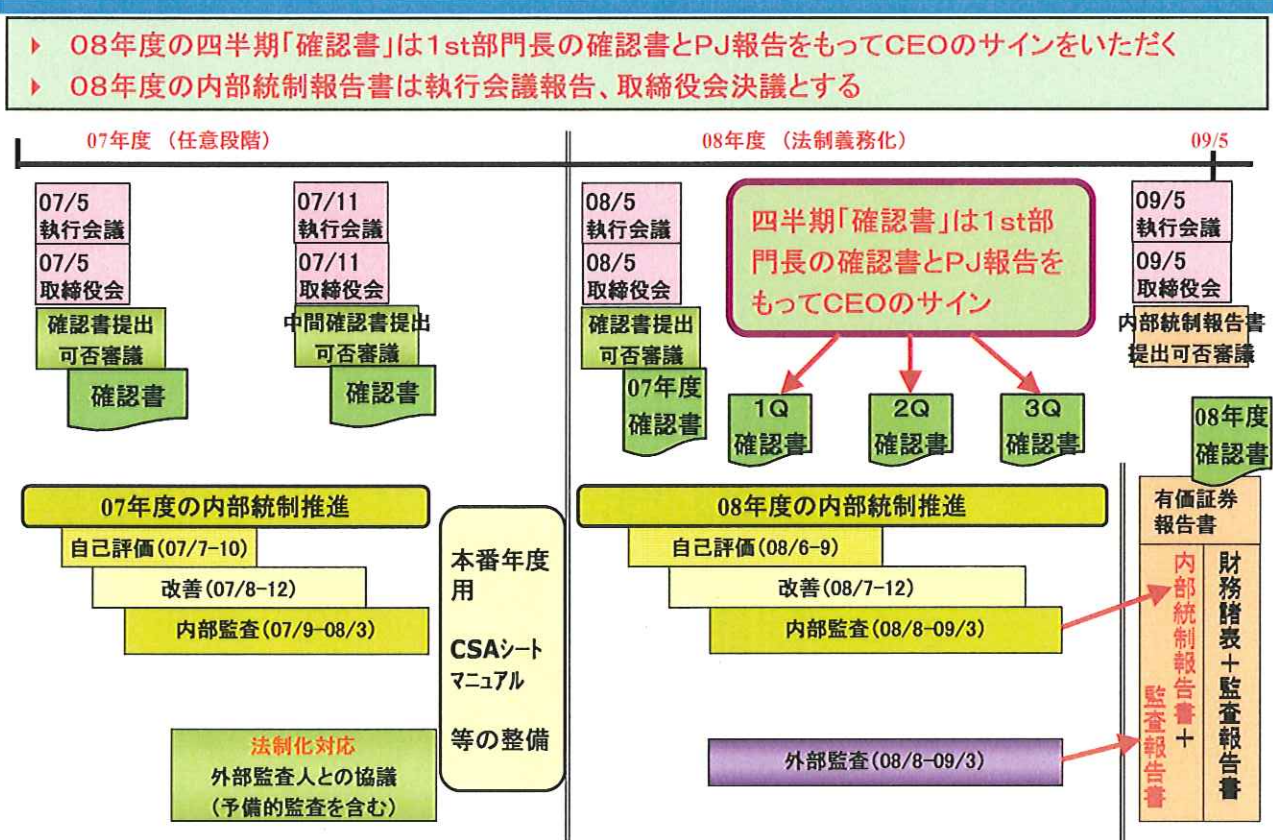 ▶ 08年度の四半期「確認書」は1st部門長の確認書とPJ報告をもってCEOのサインをいただく
▶ 08年度の内部統制報告書は執行会議報告、取締役会決議とする
07年度 （任意段階）
08年度 （法制義務化）
09/5
07/5
執行会議
07/5
取締役会
確認書提出
可否審議
確認書
07/11
執行会議
07/11
取締役会
中間確認書提出
可否審議
確認書
08/5
執行会議
08/5
取締役会
確認書提出
可否審議
07年度
確認書
四半期「確認書」は1st部
門長の確認書とPJ報告を
もってCEOのサイン
1Q
確認書
2Q
確認書
3Q
確認書
09/5
執行会議
09/5
取締役会
内部統制報告書
提出可否審議
08年度
確認書
07年度の内部統制推進
自己評価(07/7-10)
改善(07/8-12)
内部監査(07/9-08/3)
法制化対応
外部監査人との協議
(予備的監査を含む)
本番年度
用
CSAシート
マニュアル
等の整備
08年度の内部統制推進
自己評価(08/6-9)
改善(08/7-12)
内部監査(08/8-09/3)
外部監査(08/8-09/3)
有価証券
報告書
財務諸表＋監査報告書
内部統制報告書＋
監査報告書